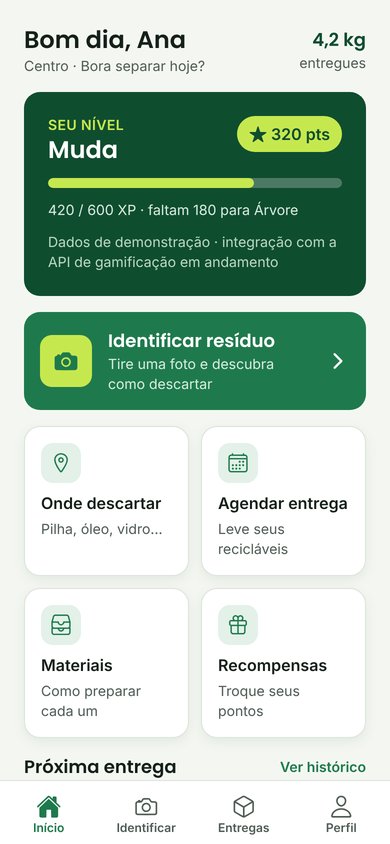 Bom dia, Ana
Centro · Bora separar hoje?
4,2 kg
entregues
SEU NÍVEL
Muda
320 pts
420 / 600 XP · faltam 180 para Árvore
Dados de demonstração · integração com a
API de gamificação em andamento
Identificar resíduo
Tire uma foto e descubra
como descartar
Onde descartar
Pilha, óleo, vidro...
Agendar entrega
Leve seus
recicláveis
Materiais
Como preparar
cada um
Recompensas
Troque seus
pontos
Próxima entrega
Ver histórico
Início
Identificar
Entregas
Perfil